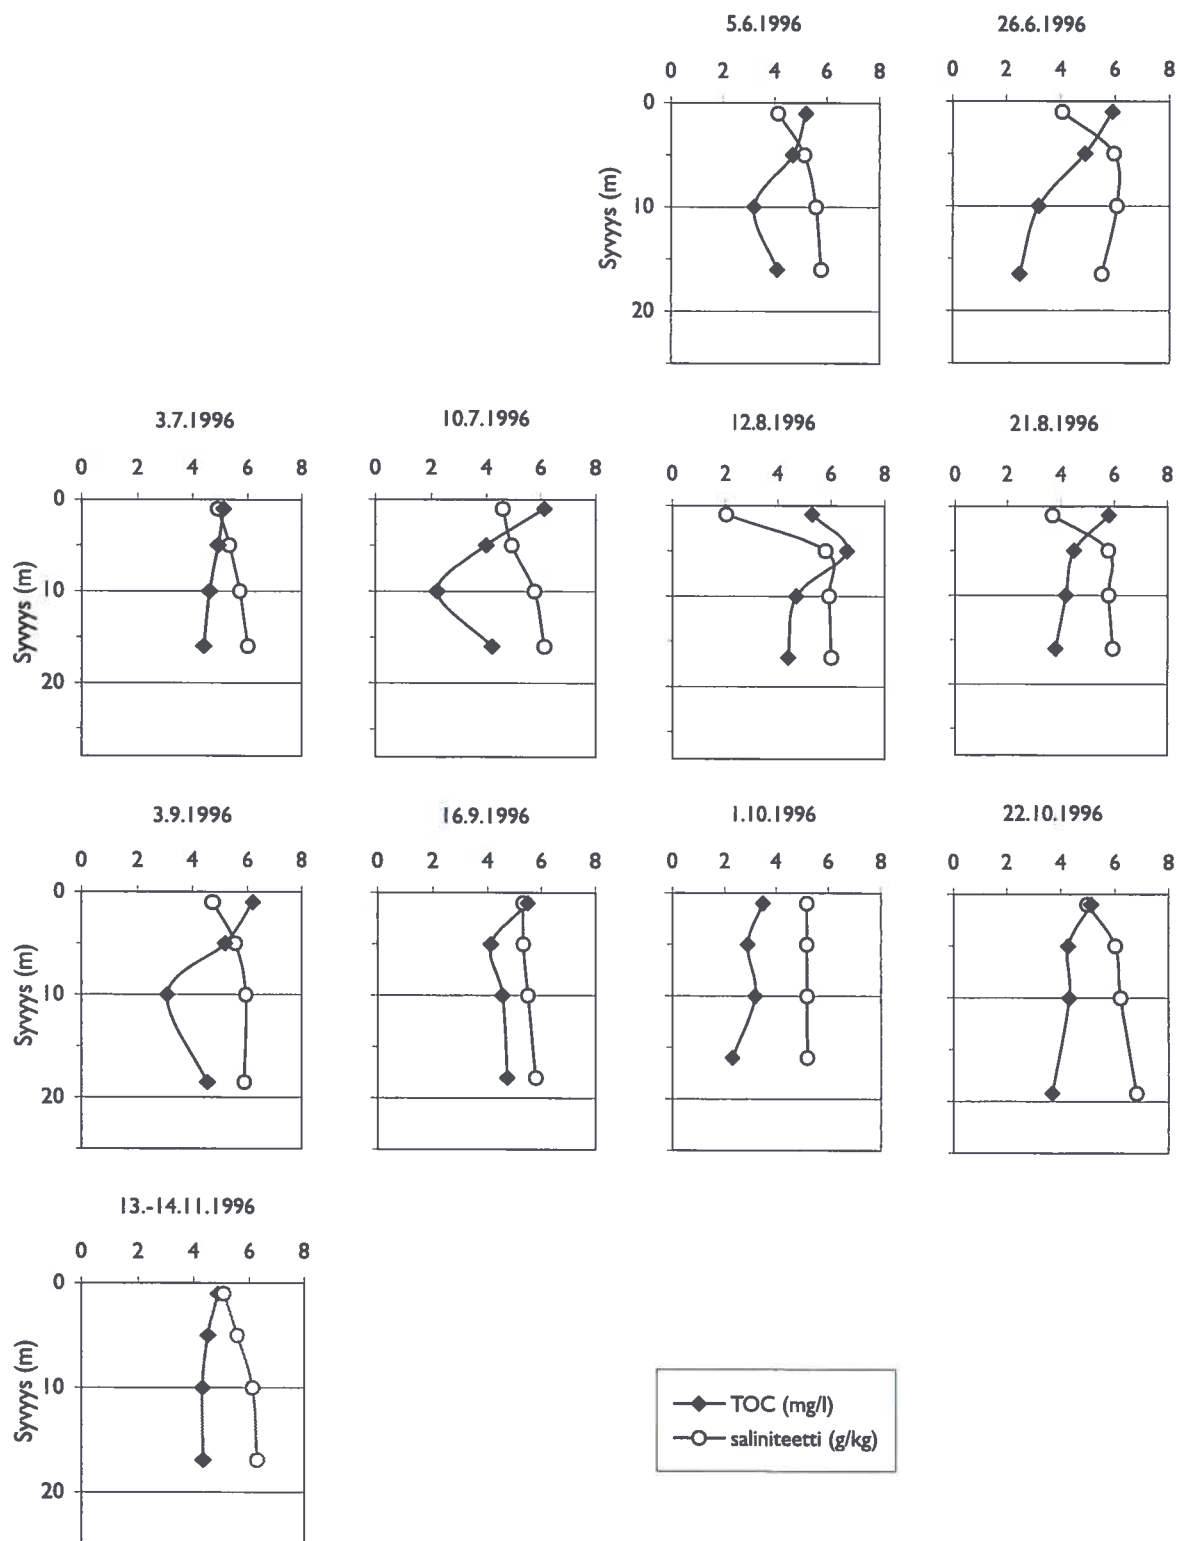 5.6.1996
26.6.1996
0 2 4 6 8
0 2 4 6 8
0
10
20
Syvyys (m)
3.7.1996
10.7.1996
12.8.1996
21.8.1996
0 2 4 6 8
0 2 4 6 8
0 2 4 6 8
0 2 4 6 8
0
10
20
Syvyys (m)
3.9.1996
16.9.1996
1.10.1996
22.10.1996
0 2 4 6 8
0 2 4 6 8
0 2 4 6 8
0 2 4 6 8
0
10
20
Syvyys (m)
13.-14.11.1996
0 2 4 6 8
0
10
20
Syvyys (m)
TOC (mg/l)
saliniteetti (g/kg)